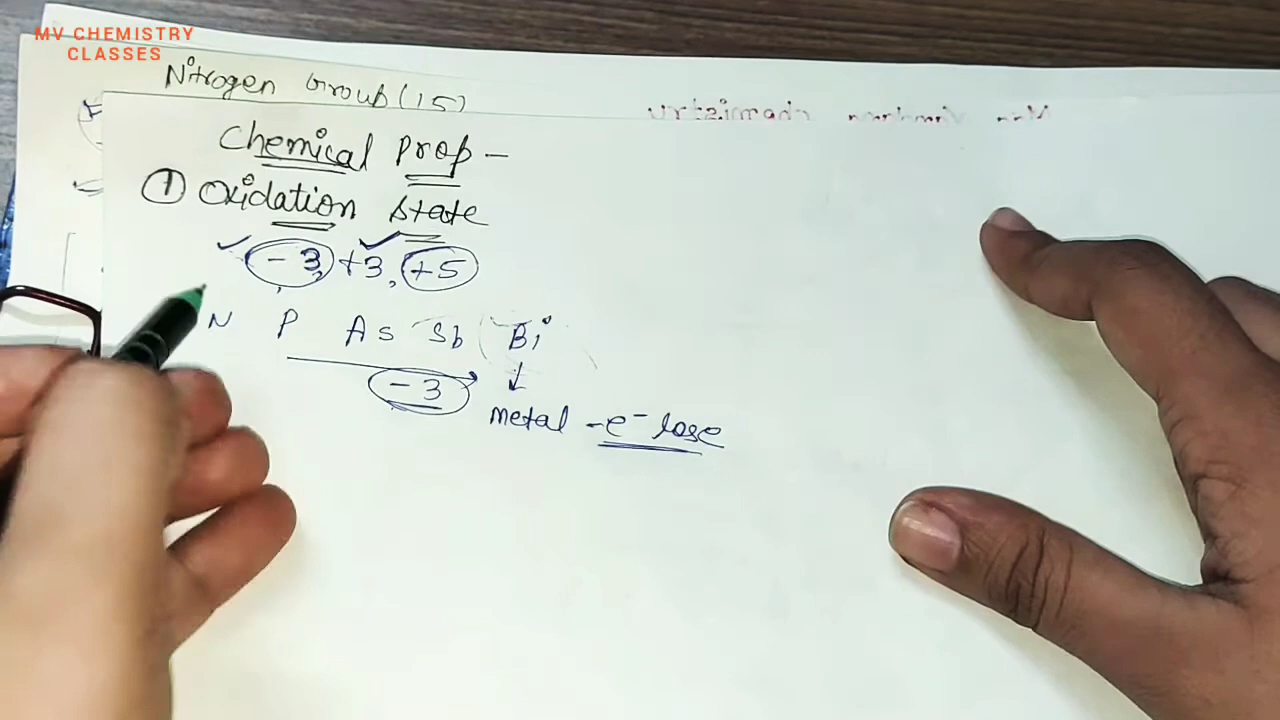 MV CHEMISTRY
CLASSES
Nitrogen Group (15)
Chemical Prop -
① Oxidation State
-3, +3, +5
N P As Sb Bi
-3
metal - e⁻ lose